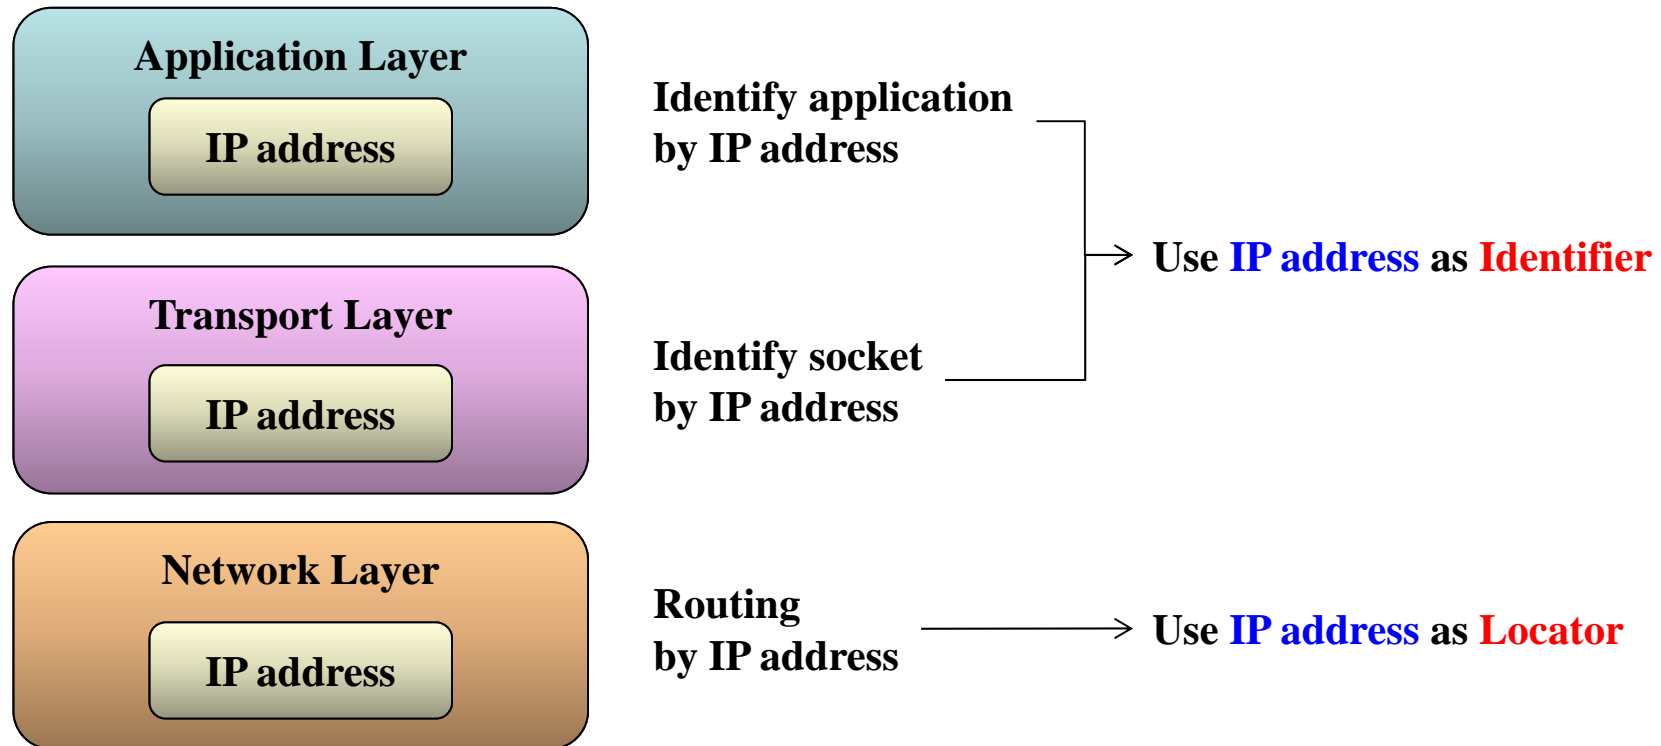 Application Layer
IP address
Identify application
by IP address
Use IP address as Identifier
Transport Layer
IP address
Identify socket
by IP address
Network Layer
IP address
Routing
by IP address
Use IP address as Locator